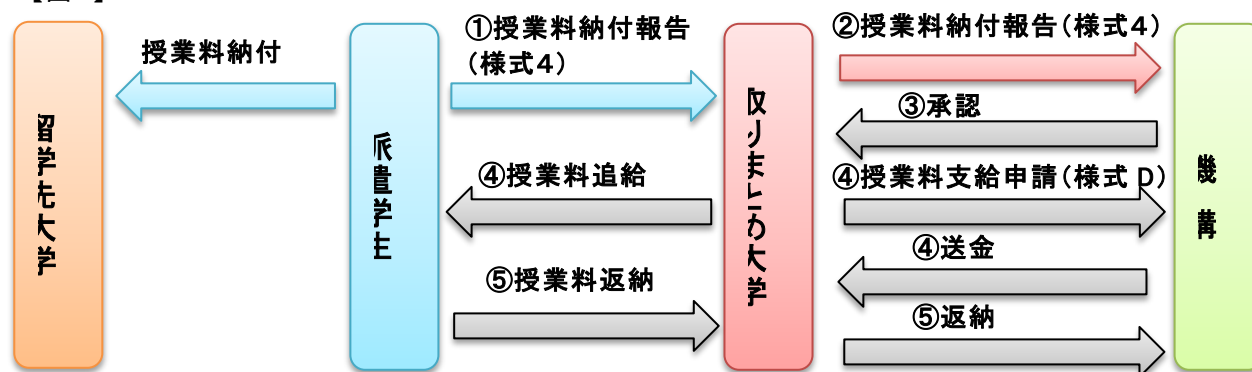 授業料納付
①授業料納付報告
(様式4)
②授業料納付報告(様式4)
③承認
④授業料追給
④授業料支給申請(様式 D)
④送金
⑤授業料返納
⑤返納
留学先大学
派遣学生
取りまとめ大学
機 構